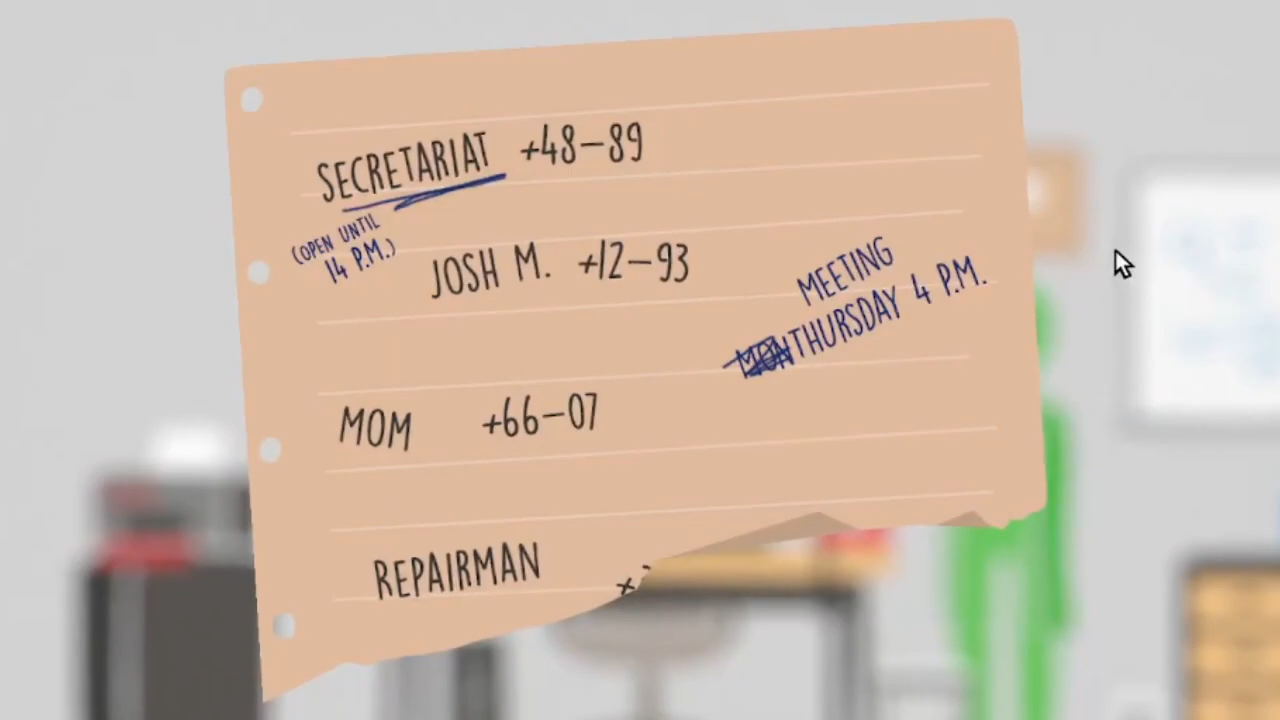 SECRETARIAT +48-89
(OPEN UNTIL
14 P.M.)
JOSH M. +12-93
MEETING
THURSDAY 4 P.M.
MOM +66-07
REPAIRMAN +